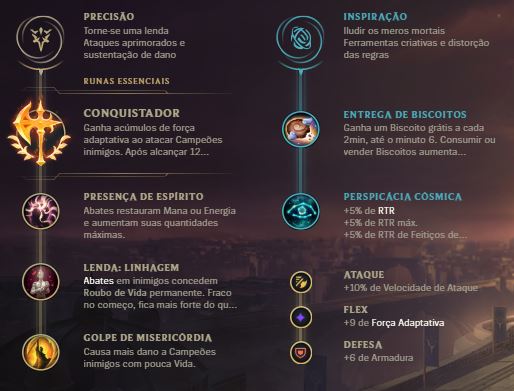 PRECISÃO
Torne-se uma lenda
Ataques aprimorados e
sustentação de dano
RUNAS ESSENCIAIS
CONQUISTADOR
Ganha acúmulos de força
adaptativa ao atacar Campeões
inimigos. Após alcançar 12...
PRESENÇA DE ESPÍRITO
Abates restauram Mana ou Energia
e aumentam suas quantidades
máximas.
LENDA: LINHAGEM
Abates em inimigos concedem
Roubo de Vida permanente. Fraco
no começo, fica mais forte do qu...
GOLPE DE MISERICÓRDIA
Causa mais dano a Campeões
inimigos com pouca Vida.
INSPIRAÇÃO
Iludir os meros mortais
Ferramentas criativas e distorção
das regras
ENTREGA DE BISCOITOS
Ganha um Biscoito grátis a cada
2min, até o minuto 6. Consumir ou
vender Biscoitos aumenta...
PERSPICÁCIA CÓSMICA
+5% de RTR
+5% de RTR máx.
+5% de RTR de Feitiços de...
ATAQUE
+10% de Velocidade de Ataque
FLEX
+9 de Força Adaptativa
DEFESA
+6 de Armadura